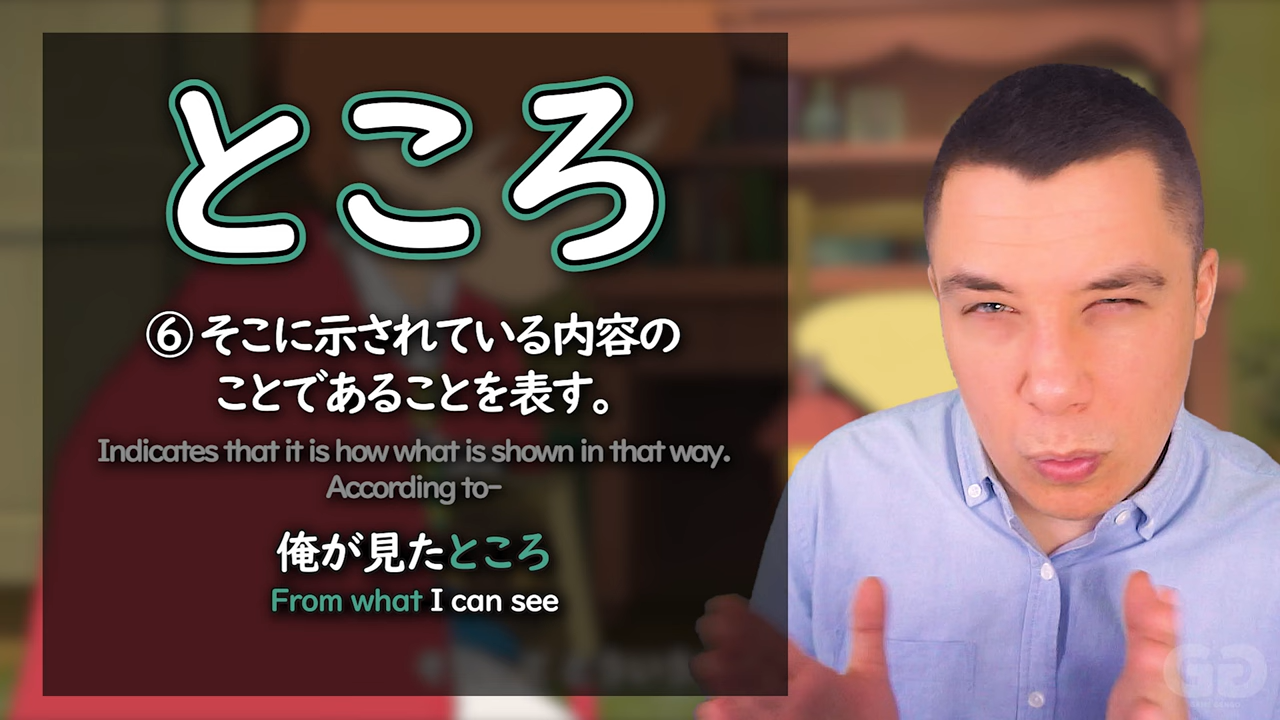 ところ
⑥そこに示されている内容の
ことであることを表す。
Indicates that it is how what is shown in that way.
According to-
俺が見たところ
From what I can see
GG